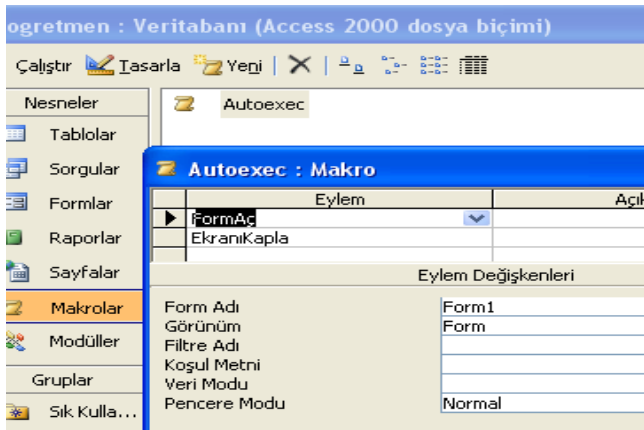 ogretmen : Veritabanı (Access 2000 dosya biçimi)
Çalıştır Tasarla Yeni
Nesneler
Autoexec
Tablolar
Sorgular
Autoexec : Makro
Eylem Açık
Formlar
FormAç
Raporlar
EkranıKapla
Sayfalar
Eylem Değişkenleri
Makrolar
Form Adı Form1
Görünüm Form
Modüller
Filtre Adı
Koşul Metni
Gruplar
Veri Modu
Sık Kulla...
Pencere Modu Normal